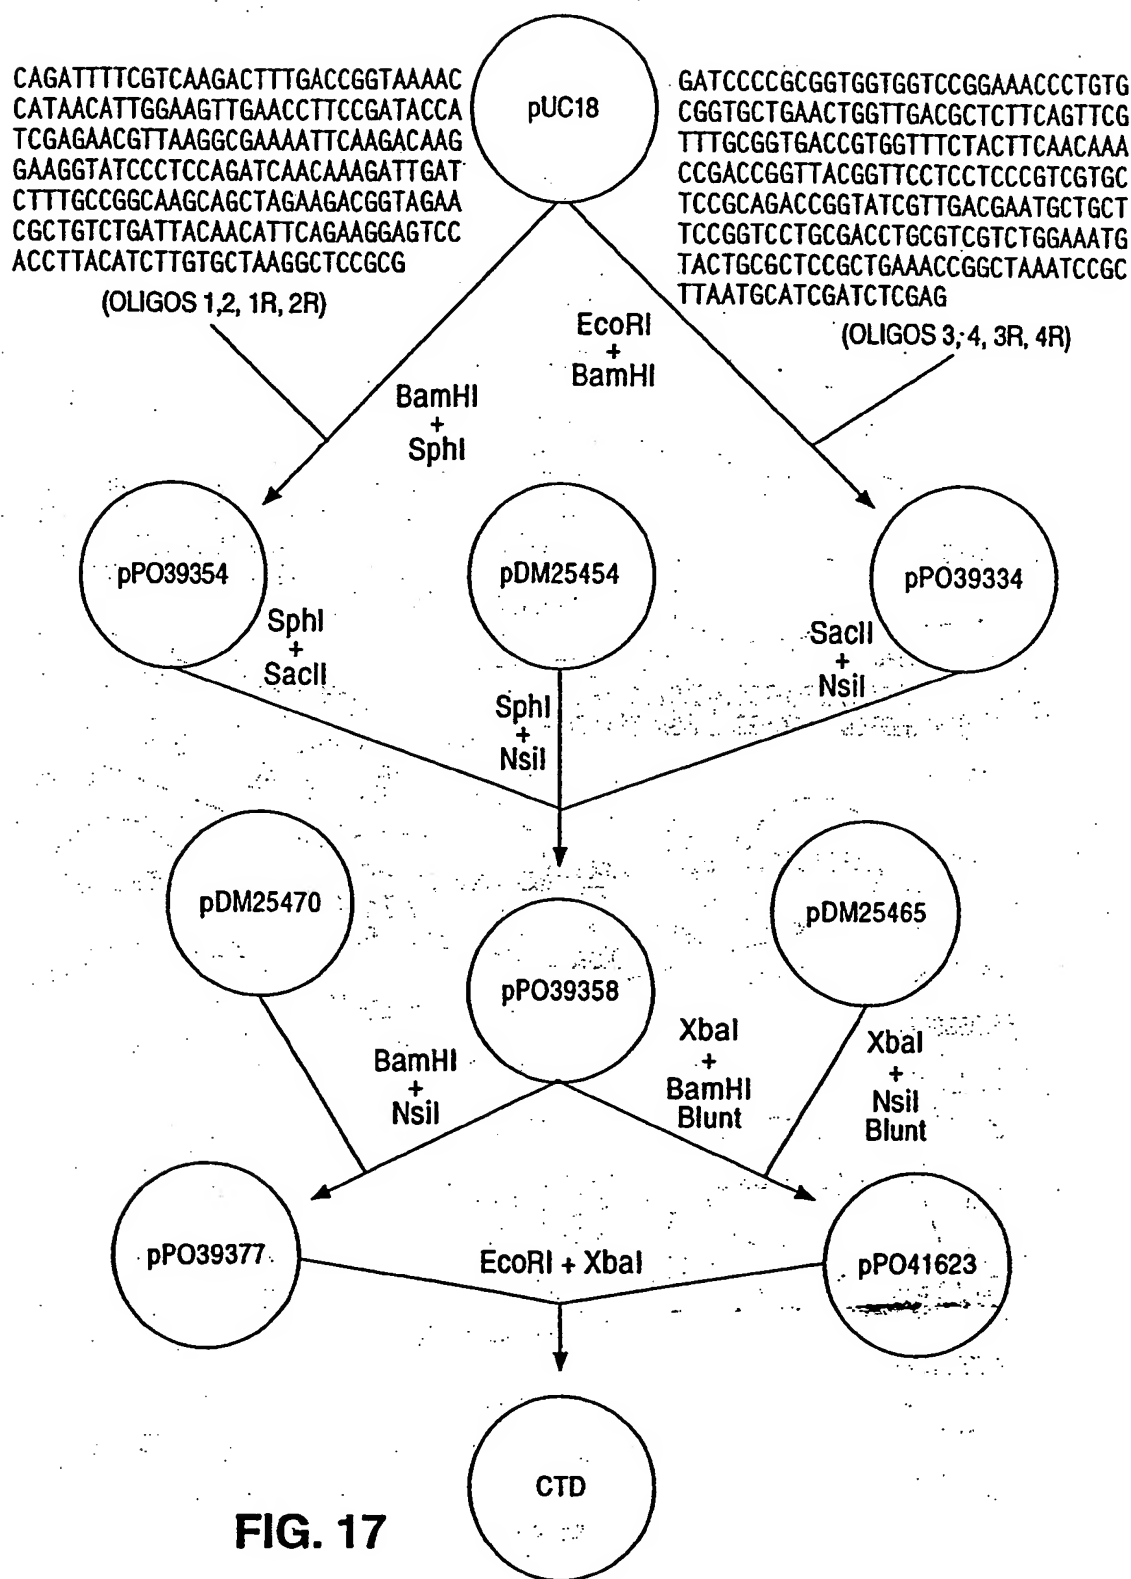 CAGATTTTCGTCAAGACTTTGACCGGTAAAAC
CATAACATTGGAAGTTGAACCTTCCGATACCA
TCGAGAACGTTAAGGCGAAAATTCAAGACAAG
GAAGGTATCCCTCCAGATCAACAAAGATTGAT
CTTTGCCGGCAAGCAGCTAGAAGACGGTAGAA
CGCTGTCTGATTACAACATTCAGAAGGAGTCC
ACCTTACATCTTGTGCTAAGGCTCCGCG
(OLIGOS 1,2, 1R, 2R)
pUC18
GATCCCCGCGGTGGTGGTCCGGAAACCCTGTG
CGGTGCTGAACTGGTTGACGCTCTTCAGTTCG
TTTGCGGTGACCGTGGTTTCTACTTCAACAAA
CCGACCGGTTACGGTTCCTCCTCCCGTCGTGC
TCCGCAGACCGGTATCGTTGACGAATGCTGCT
TCCGGTCCTGCGACCTGCGTCGTCTGGAAATG
TACTGCGCTCCGCTGAAACCGGCTAAATCCGC
TTAATGCATCGATCTCGAG
(OLIGOS 3, 4, 3R, 4R)
BamHI
+
SphI
EcoRI
+
BamHI
pPO39354
pDM25454
pPO39334
SphI
+
SacII
SphI
+
NsiI
SacII
+
NsiI
pDM25470
pPO39358
pDM25465
BamHI
+
NsiI
XbaI
+
BamHI
Blunt
XbaI
+
NsiI
Blunt
pPO39377
EcoRI + XbaI
pPO41623
CTD
FIG. 17